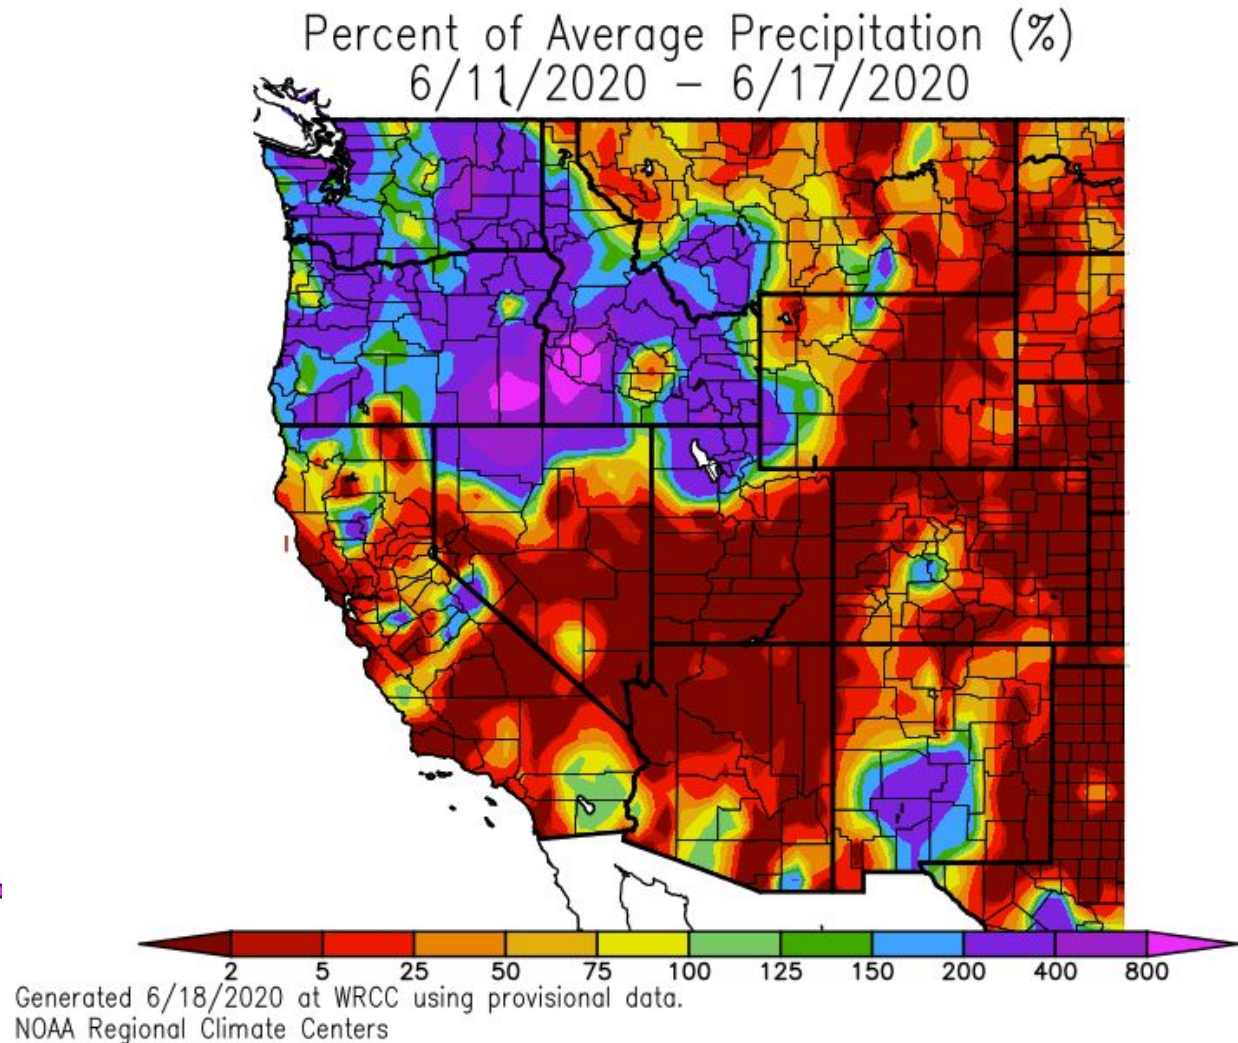 Percent of Average Precipitation (%)
6/11/2020 – 6/17/2020
2 5 25 50 75 100 125 150 200 400 800
Generated 6/18/2020 at WRCC using provisional data.
NOAA Regional Climate Centers